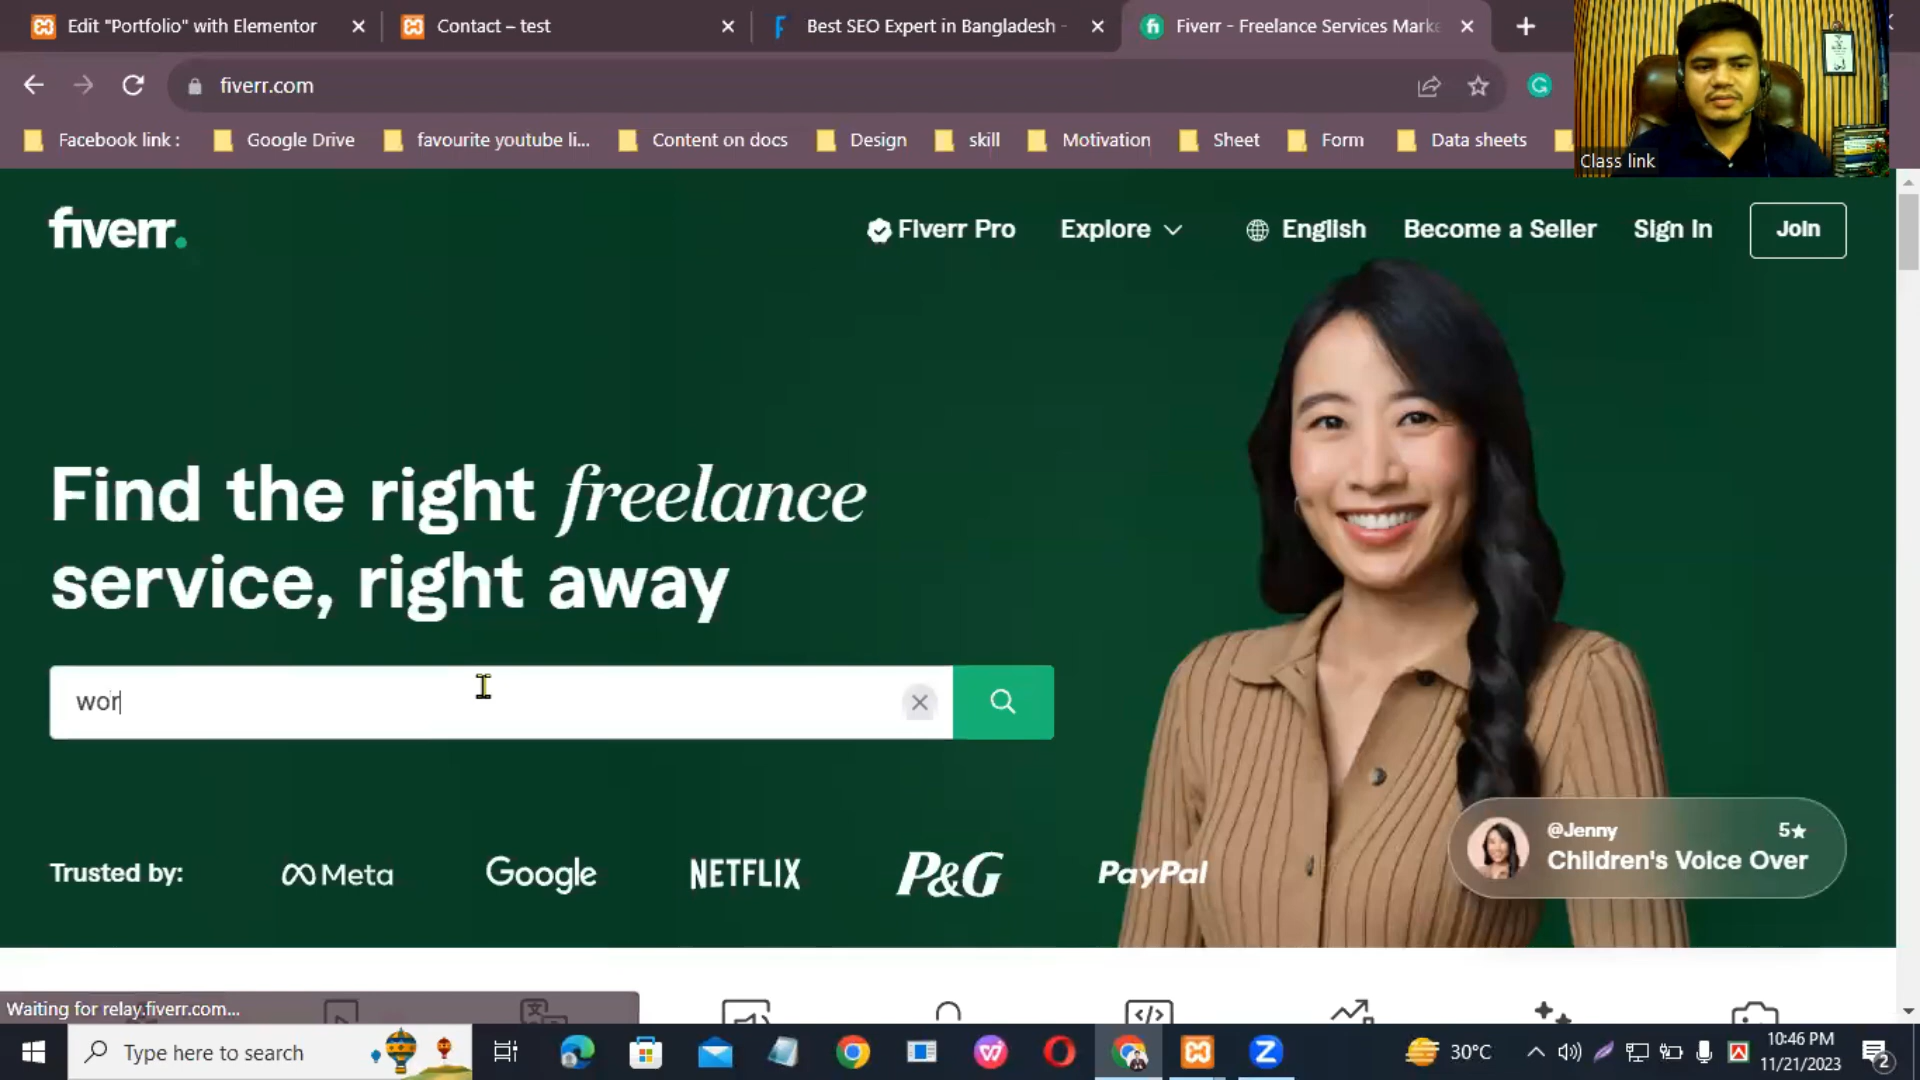 Edit "Portfolio" with Elementor
Contact – test
Best SEO Expert in Bangladesh -
Fiverr - Freelance Services Marke
fiverr.com
Facebook link :
Google Drive
favourite youtube li...
Content on docs
Design
skill
Motivation
Sheet
Form
Data sheets
Class link
fiverr.
Fiverr Pro
Explore
English
Become a Seller
Sign In
Join
Find the right freelance
service, right away
wor
Trusted by:
Meta
Google
NETFLIX
P&G
PayPal
@Jenny
5★
Children's Voice Over
Waiting for relay.fiverr.com...
Type here to search
30°C
10:46 PM
11/21/2023
2